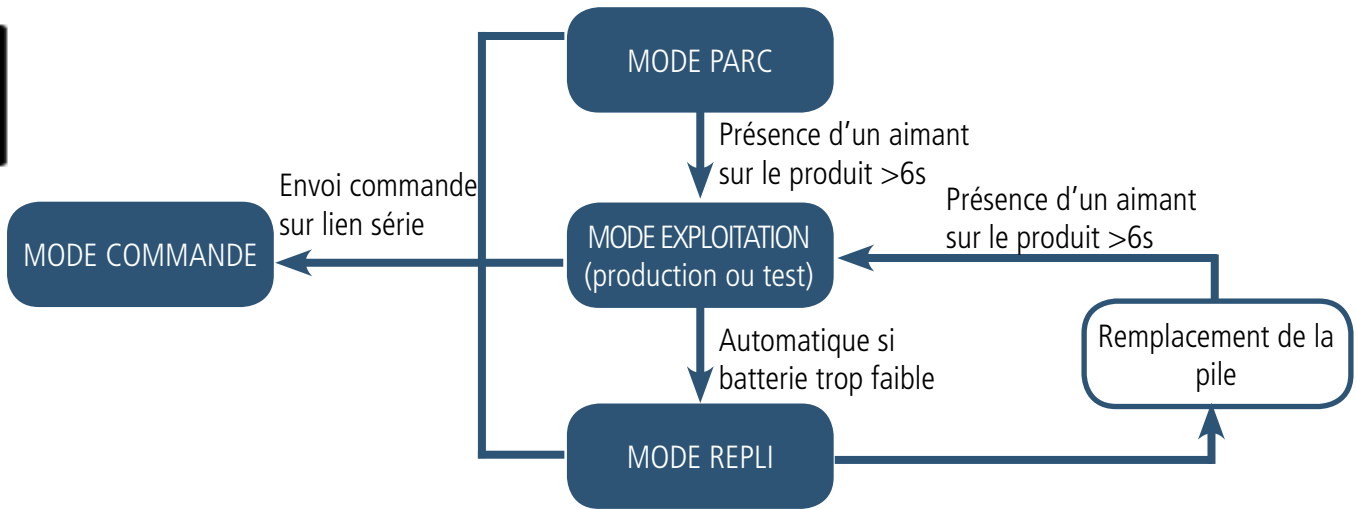 MODE PARC
Présence d'un aimant
sur le produit >6s
Envoi commande
sur lien série
Présence d'un aimant
sur le produit >6s
MODE COMMANDE
MODE EXPLOITATION
(production ou test)
Automatique si
batterie trop faible
Remplacement de la
pile
MODE REPLI